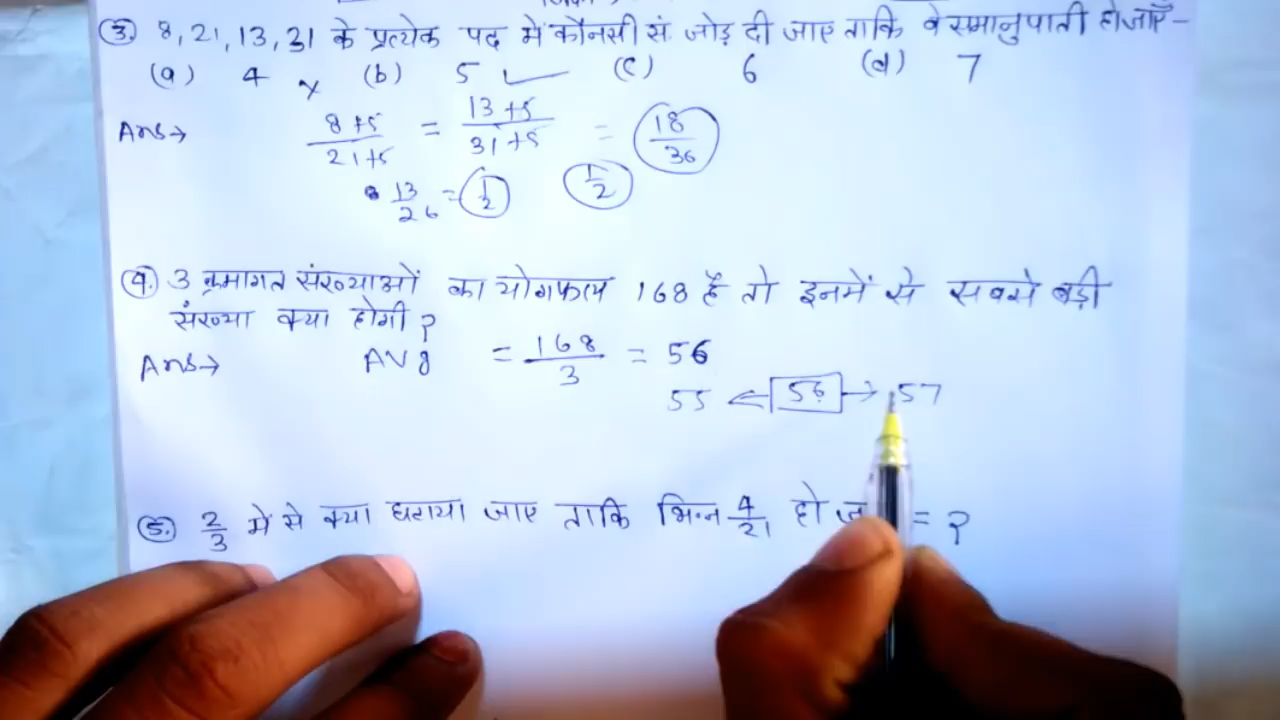 ③ 8, 21, 13, 31 के प्रत्येक पद में कौनसी सं. जोड़ दी जाए ताकि वे समानुपाती हो जाएँ -
(a) 4 × (b) 5 ✓ (c) 6 (d) 7
Ans→ 8+5/21+5 = 13+5/31+5 = 18/36
13/26 = 1/2 1/2
④. 3 क्रमागत संख्याओं का योगफल 168 है तो इनमें से सबसे बड़ी
संख्या क्या होगी ?
Ans→ AVg = 168/3 = 56
55 ← 56 → 57
⑤. 2/3 में से क्या घटाया जाए ताकि भिन्न 4/21 हो = ?